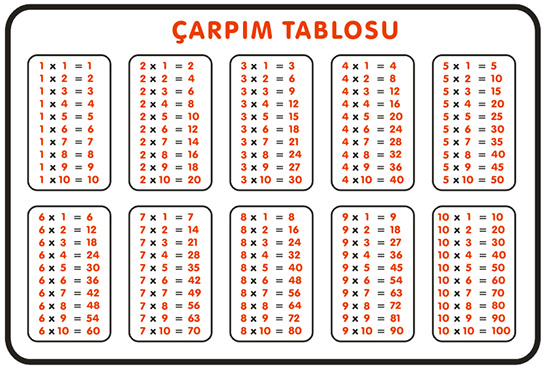 ÇARPIM TABLOSU
1 x 1 = 1
1 x 2 = 2
1 x 3 = 3
1 x 4 = 4
1 x 5 = 5
1 x 6 = 6
1 x 7 = 7
1 x 8 = 8
1 x 9 = 9
1 x 10 = 10
2 x 1 = 2
2 x 2 = 4
2 x 3 = 6
2 x 4 = 8
2 x 5 = 10
2 x 6 = 12
2 x 7 = 14
2 x 8 = 16
2 x 9 = 18
2 x 10 = 20
3 x 1 = 3
3 x 2 = 6
3 x 3 = 9
3 x 4 = 12
3 x 5 = 15
3 x 6 = 18
3 x 7 = 21
3 x 8 = 24
3 x 9 = 27
3 x 10 = 30
4 x 1 = 4
4 x 2 = 8
4 x 3 = 12
4 x 4 = 16
4 x 5 = 20
4 x 6 = 24
4 x 7 = 28
4 x 8 = 32
4 x 9 = 36
4 x 10 = 40
5 x 1 = 5
5 x 2 = 10
5 x 3 = 15
5 x 4 = 20
5 x 5 = 25
5 x 6 = 30
5 x 7 = 35
5 x 8 = 40
5 x 9 = 45
5 x 10 = 50
6 x 1 = 6
6 x 2 = 12
6 x 3 = 18
6 x 4 = 24
6 x 5 = 30
6 x 6 = 36
6 x 7 = 42
6 x 8 = 48
6 x 9 = 54
6 x 10 = 60
7 x 1 = 7
7 x 2 = 14
7 x 3 = 21
7 x 4 = 28
7 x 5 = 35
7 x 6 = 42
7 x 7 = 49
7 x 8 = 56
7 x 9 = 63
7 x 10 = 70
8 x 1 = 8
8 x 2 = 16
8 x 3 = 24
8 x 4 = 32
8 x 5 = 40
8 x 6 = 48
8 x 7 = 56
8 x 8 = 64
8 x 9 = 72
8 x 10 = 80
9 x 1 = 9
9 x 2 = 18
9 x 3 = 27
9 x 4 = 36
9 x 5 = 45
9 x 6 = 54
9 x 7 = 63
9 x 8 = 72
9 x 9 = 81
9 x 10 = 90
10 x 1 = 10
10 x 2 = 20
10 x 3 = 30
10 x 4 = 40
10 x 5 = 50
10 x 6 = 60
10 x 7 = 70
10 x 8 = 80
10 x 9 = 90
10 x 10 = 100